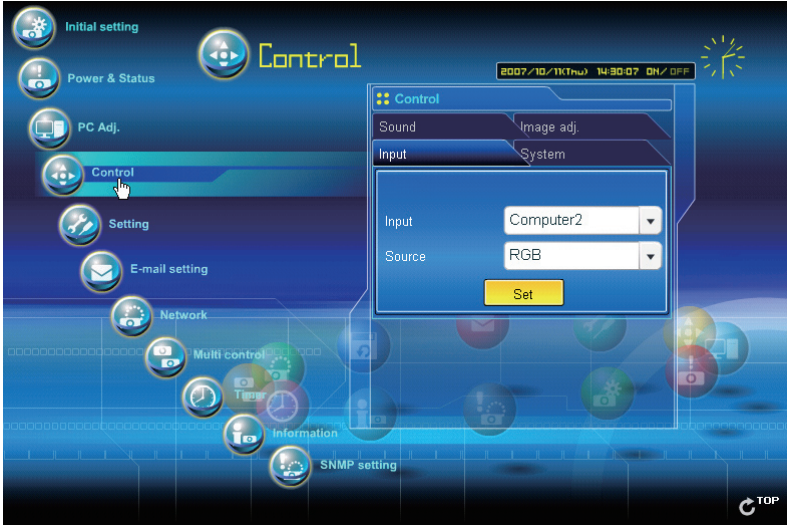 Initial setting
Power & Status
PC Adj.
Control
Setting
E-mail setting
Network
Multi control
Timer
Information
SNMP setting
Control
2007/10/11(Thu) 14:30:07 ON/OFF
Control
Sound
Image adj.
Input
System
Input
Computer2
Source
RGB
Set
TOP